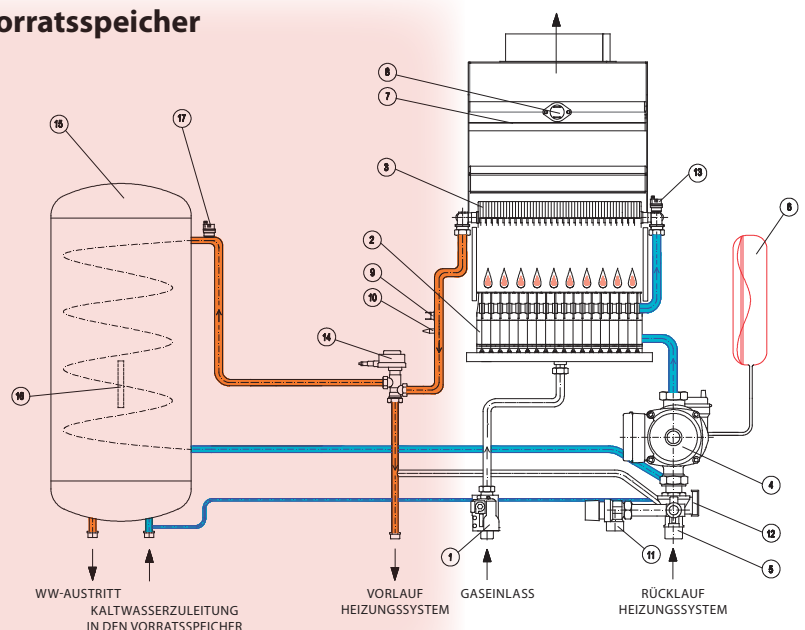 orratsspeicher
8
7
15
17
3
13
6
2
9
10
14
16
4
12
1
11
5
WW-AUSTRITT
KALTWASSERZULEITUNG
IN DEN VORRATSSPEICHER
VORLAUF
HEIZUNGSSYSTEM
GASEINLASS
RÜCKLAUF
HEIZUNGSSYSTEM